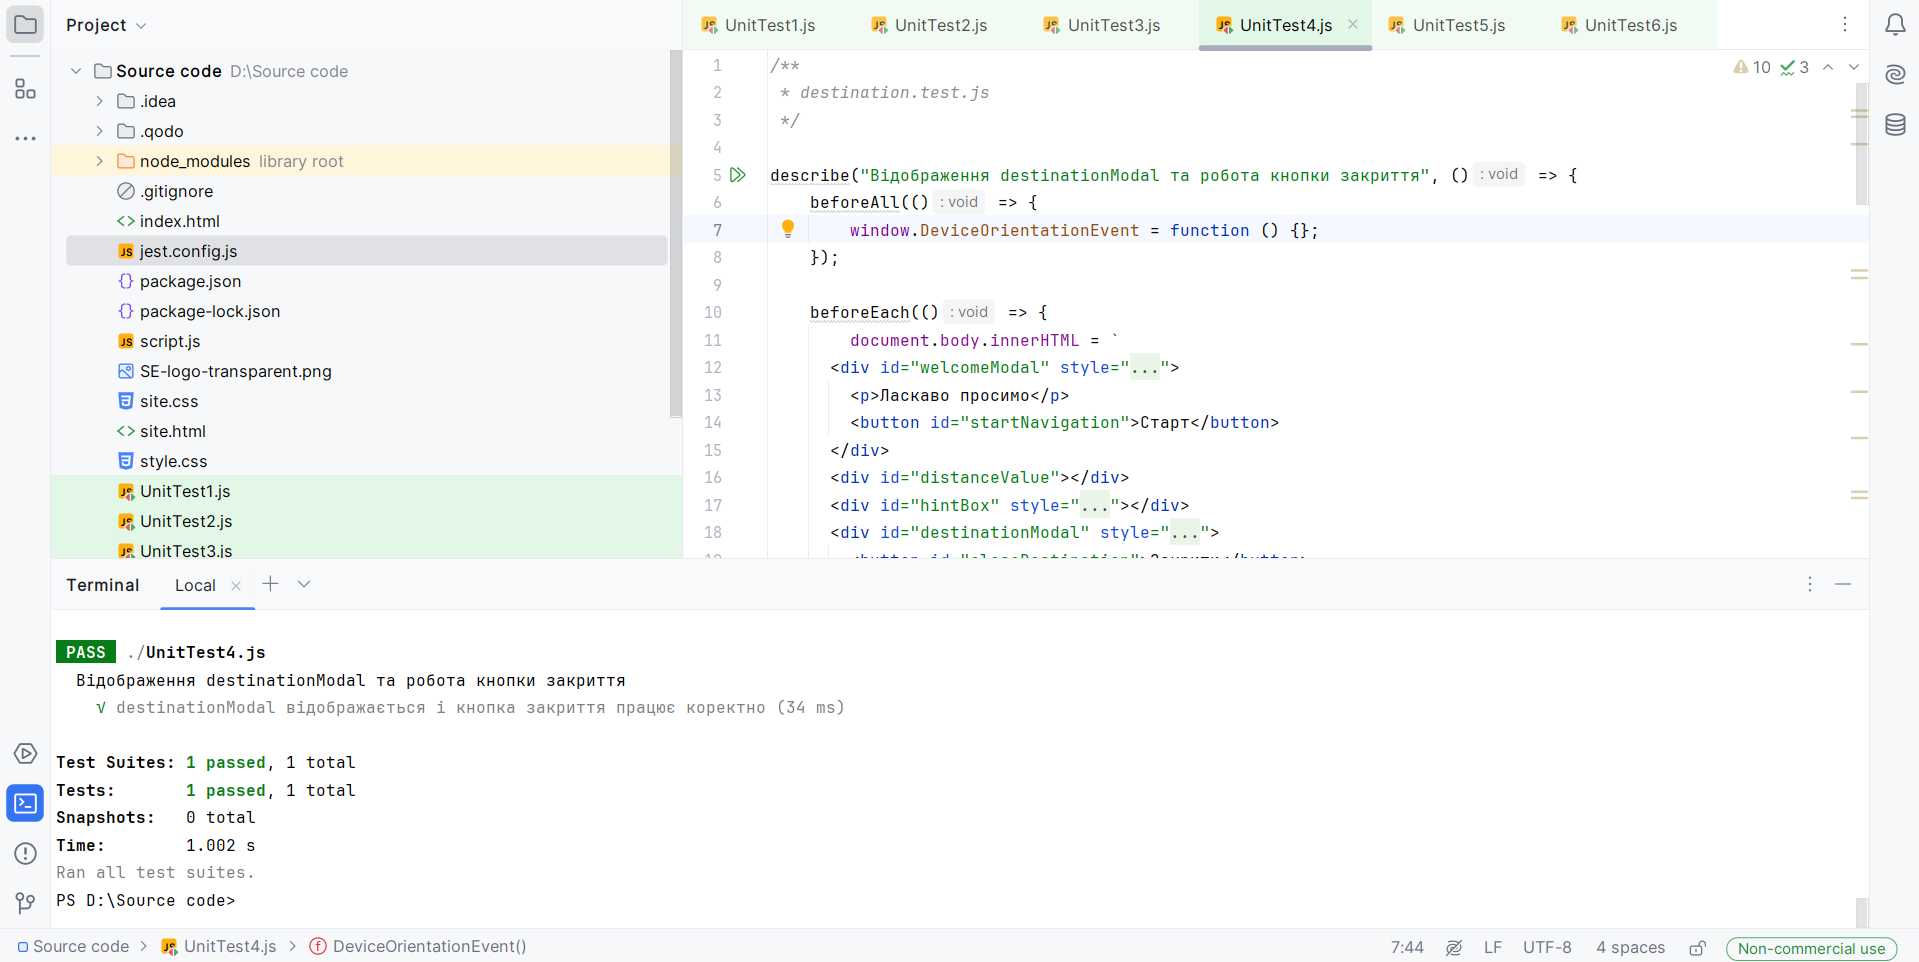 Project
Source code D:\Source code
.idea
.qodo
node_modules library root
.gitignore
index.html
jest.config.js
package.json
package-lock.json
script.js
SE-logo-transparent.png
site.css
site.html
style.css
UnitTest1.js
UnitTest2.js
UnitTest3.js
UnitTest1.js UnitTest2.js UnitTest3.js UnitTest4.js UnitTest5.js UnitTest6.js
10 3
1 /**
2 * destination.test.js
3 */
4
5 describe("Відображення destinationModal та робота кнопки закриття", () : void => {
6 beforeAll(() : void => {
7 window.DeviceOrientationEvent = function () {};
8 });
9
10 beforeEach(() : void => {
11 document.body.innerHTML = `
12 <div id="welcomeModal" style="...">
13 <p>Ласкаво просимо</p>
14 <button id="startNavigation">Старт</button>
15 </div>
16 <div id="distanceValue"></div>
17 <div id="hintBox" style="..."></div>
18 <div id="destinationModal" style="...">
Terminal Local
PASS ./UnitTest4.js
Відображення destinationModal та робота кнопки закриття
√ destinationModal відображається і кнопка закриття працює коректно (34 ms)
Test Suites: 1 passed, 1 total
Tests: 1 passed, 1 total
Snapshots: 0 total
Time: 1.002 s
Ran all test suites.
PS D:\Source code>
Source code UnitTest4.js DeviceOrientationEvent()
7:44 LF UTF-8 4 spaces Non-commercial use